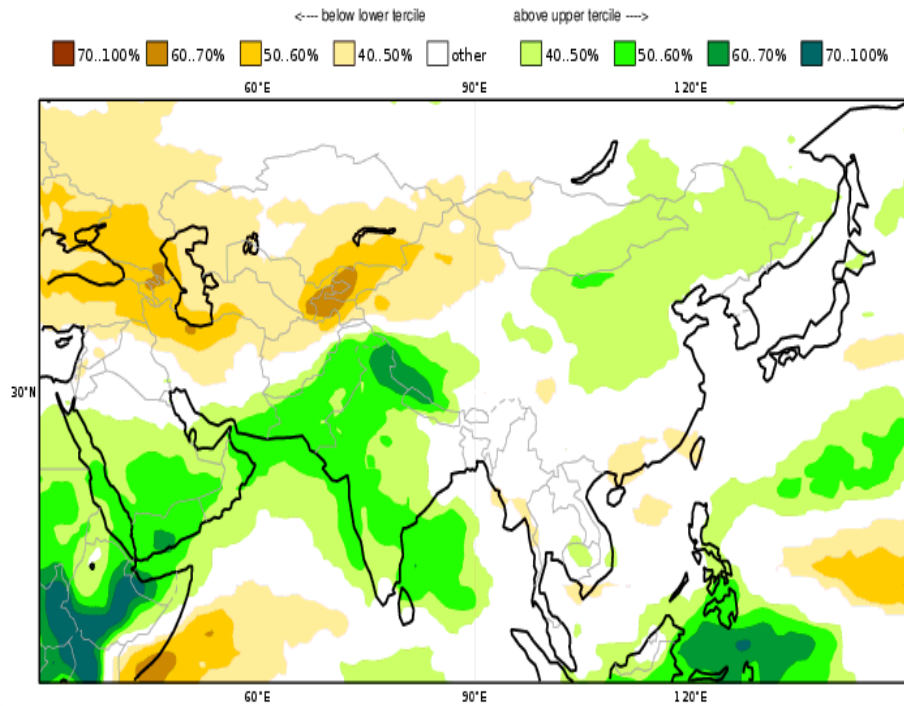 <---- below lower tercile above upper tercile ---->
70..100% 60..70% 50..60% 40..50% other 40..50% 50..60% 60..70% 70..100%
60°E 90°E 120°E
30°N
60°E 90°E 120°E